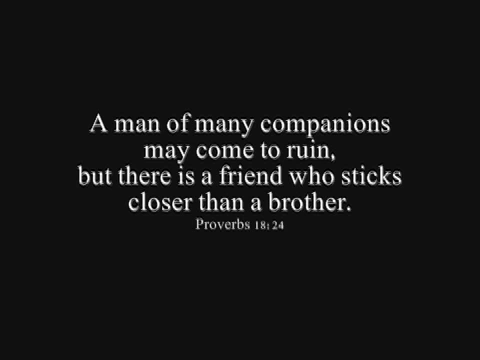 A man of many companions
may come to ruin,
but there is a friend who sticks
closer than a brother.
Proverbs 18:24